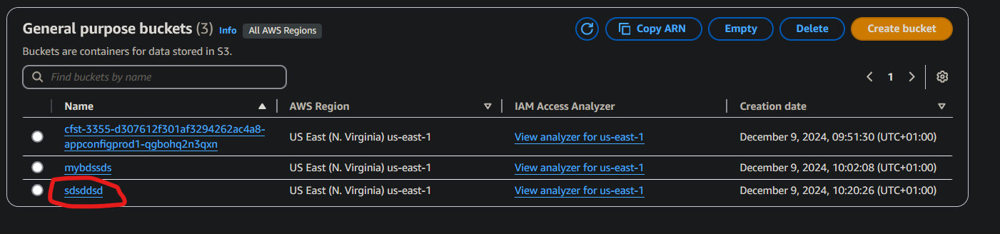 General purpose buckets (3) Info All AWS Regions
Copy ARN Empty Delete Create bucket
Buckets are containers for data stored in S3.
Find buckets by name
1
Name AWS Region IAM Access Analyzer Creation date
cfst-3355-d307612f301af3294262ac4a8-
appconfigprod1-qgbohq2n3qxn
US East (N. Virginia) us-east-1 View analyzer for us-east-1 December 9, 2024, 09:51:30 (UTC+01:00)
mybdssds US East (N. Virginia) us-east-1 View analyzer for us-east-1 December 9, 2024, 10:02:08 (UTC+01:00)
sdsddsd US East (N. Virginia) us-east-1 View analyzer for us-east-1 December 9, 2024, 10:20:26 (UTC+01:00)